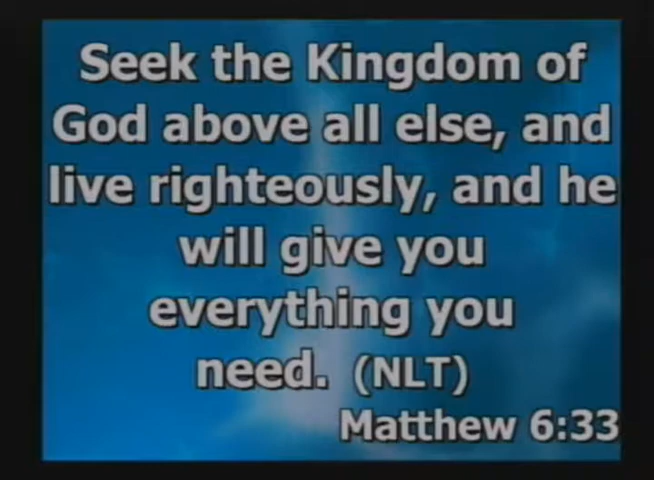 Seek the Kingdom of
God above all else, and
live righteously, and he
will give you
everything you
need. (NLT)
Matthew 6:33